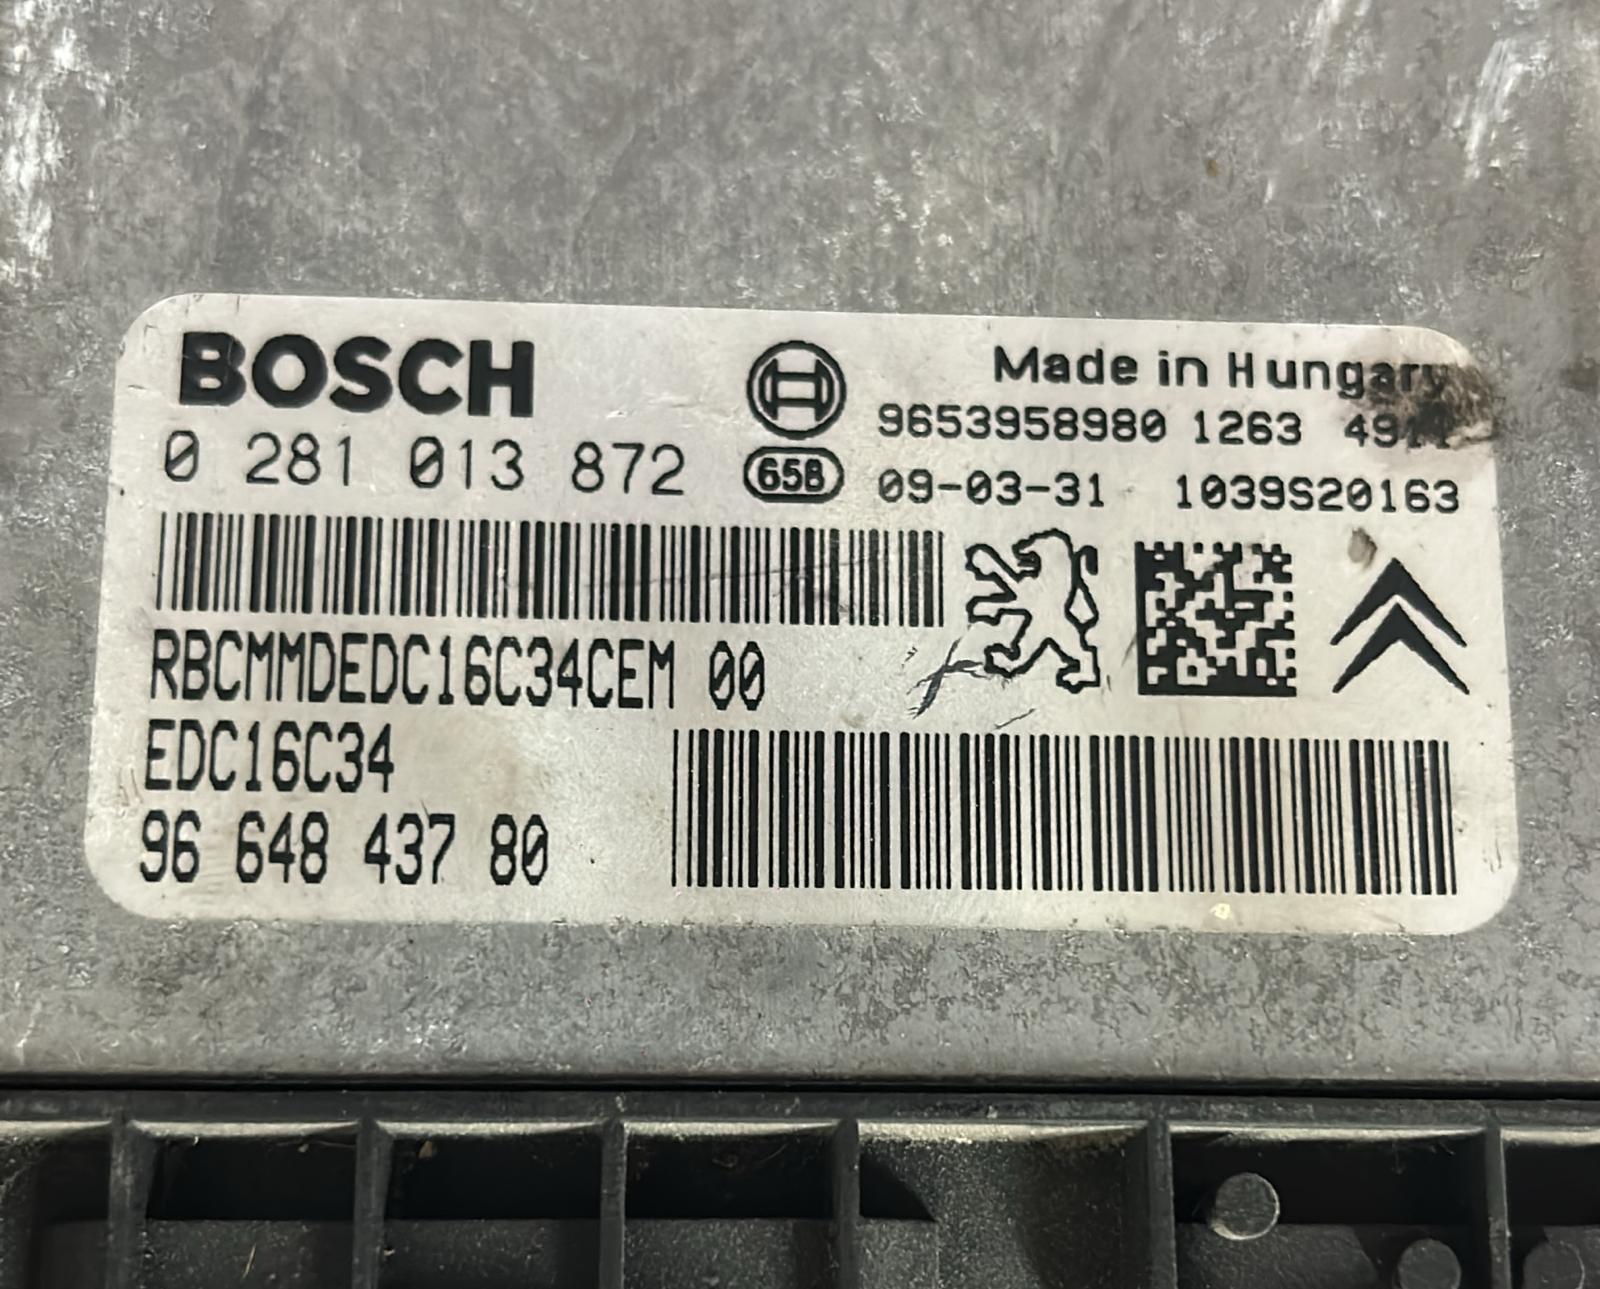 BOSCH
Made in Hungary
9653958980 1263
0 281 013 872
658
09-03-31 1039S20163
RBCMMDEDC16C34CEM 00
EDC16C34
96 648 437 80